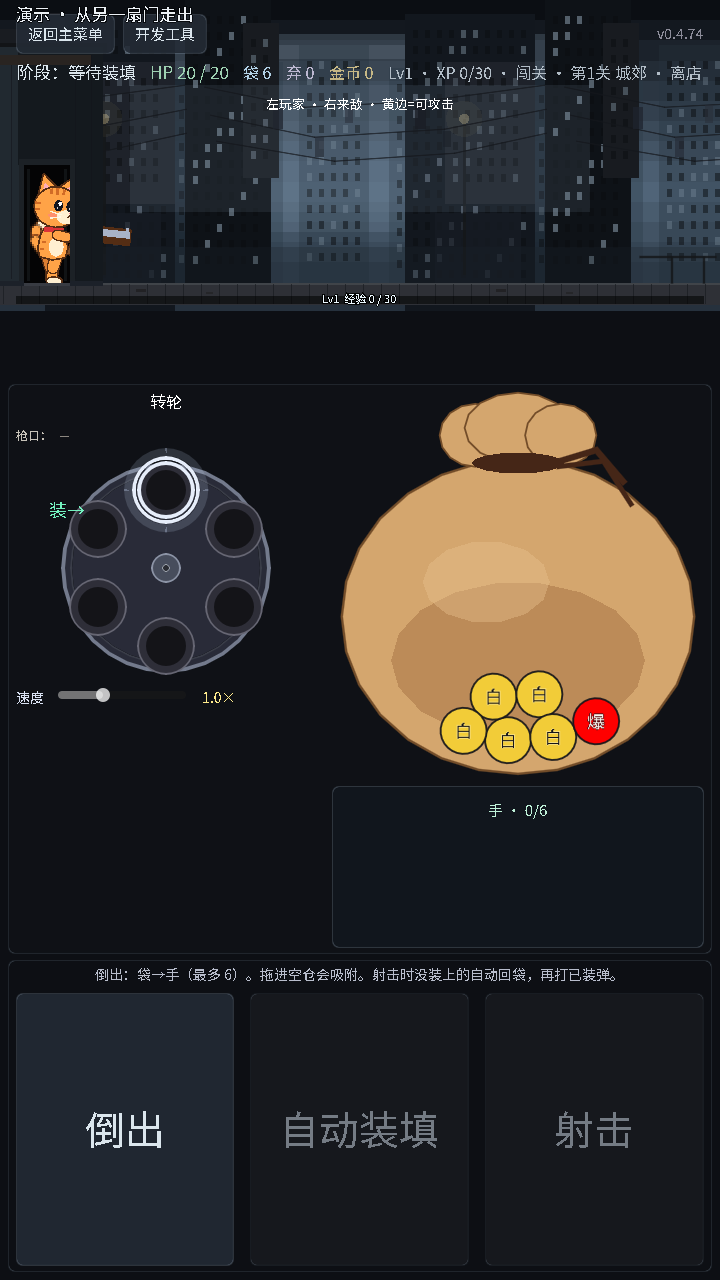 演示 · 从另一扇门走出
返回主菜单 开发工具 v0.4.74
阶段：等待装填 HP 20 / 20 袋 6 弃 0 金币 0 Lv1 · XP 0/30 · 闯关 · 第1关 城郊 · 离店
左玩家 · 右来敌 · 黄边=可攻击
Lv1 经验 0 / 30
转轮
枪口： —
装→
速度 1.0×
白 白
白 白 白 爆
手 · 0/6
倒出：袋→手（最多 6）。拖进空仓会吸附。射击时没装上的自动回袋，再打已装弹。
倒出 自动装填 射击